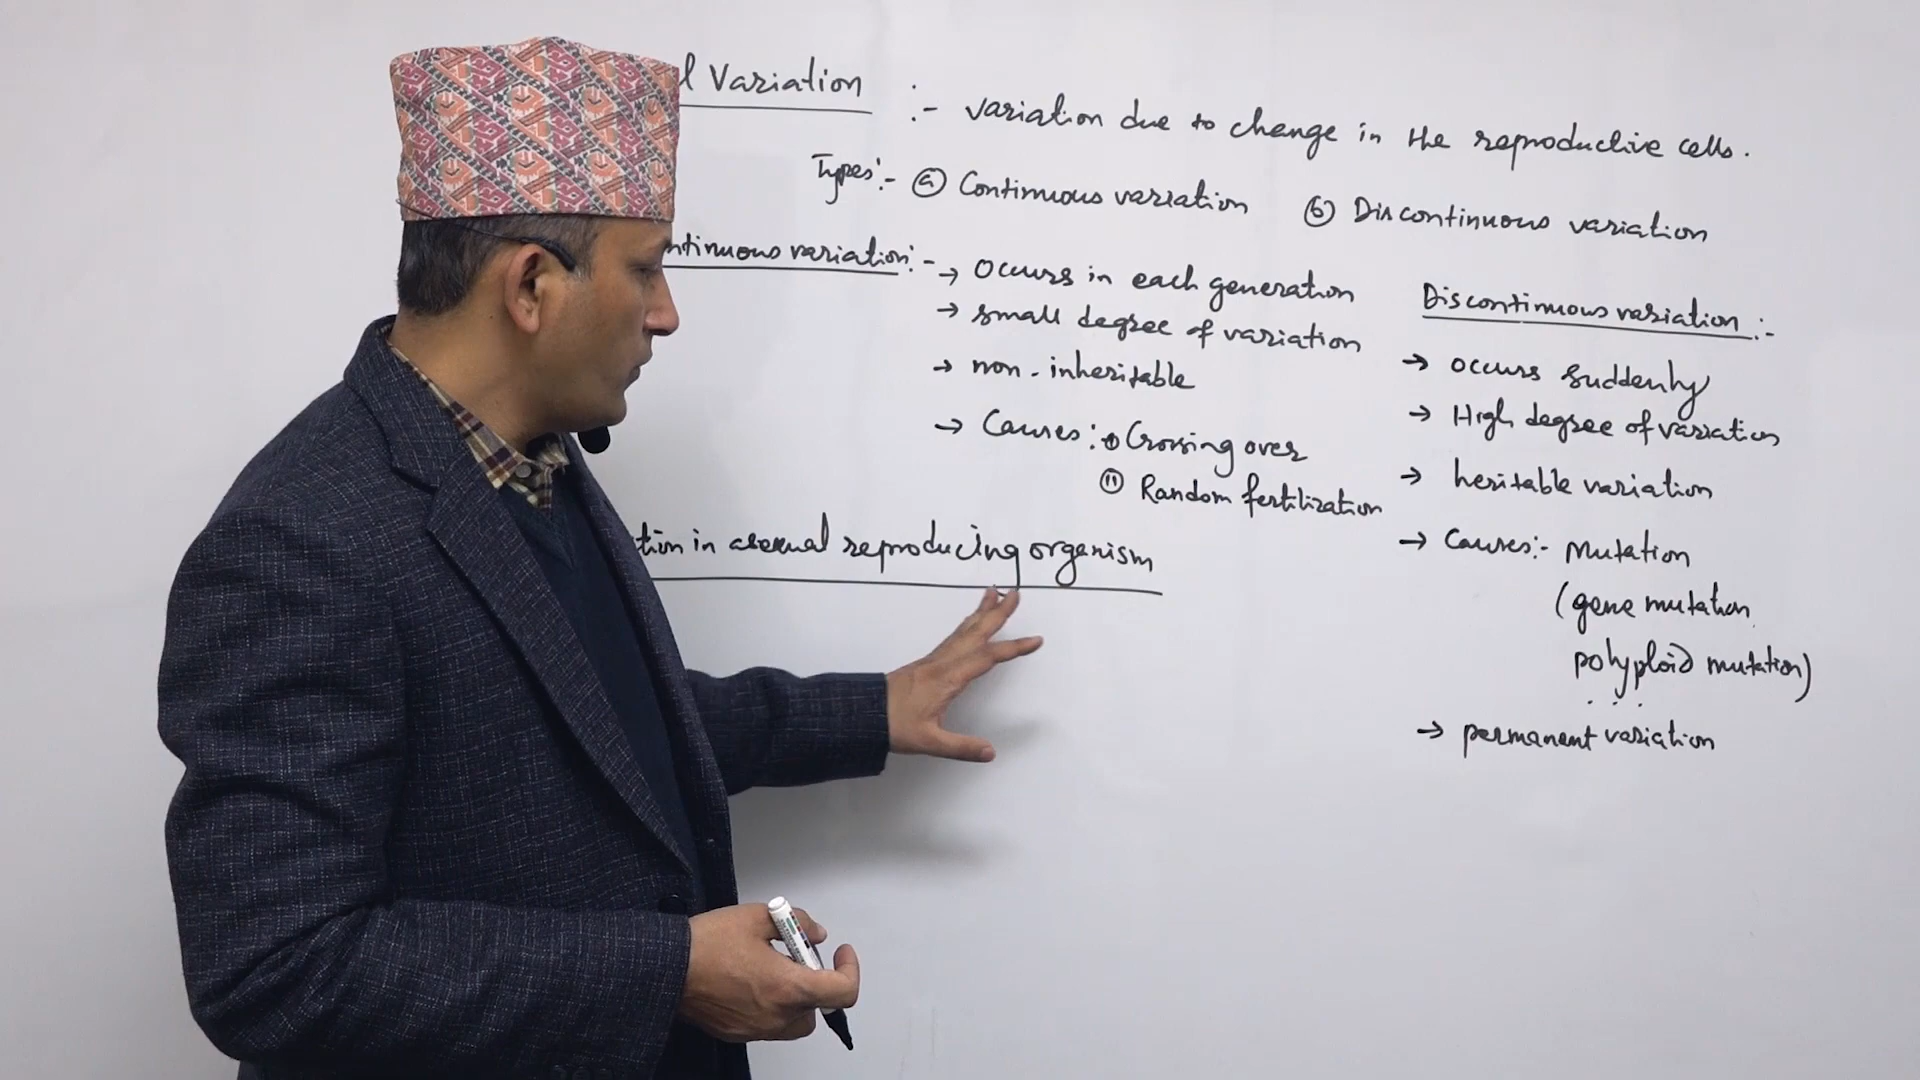 l Variation :- variation due to change in the reproductive cells.
Types:- (a) Continuous variation (b) Discontinuous variation
ntinuous variation:- → Occurs in each generation
→ small degree of variation
→ non-inheritable
→ Causes: (i) Crossing over
(ii) Random fertilization
Discontinuous variation:-
→ occurs suddenly
→ High degree of variation
→ heritable variation
→ Causes:- Mutation
(gene mutation
polyploid mutation)
...
→ permanent variation
tion in asexual reproducing organism